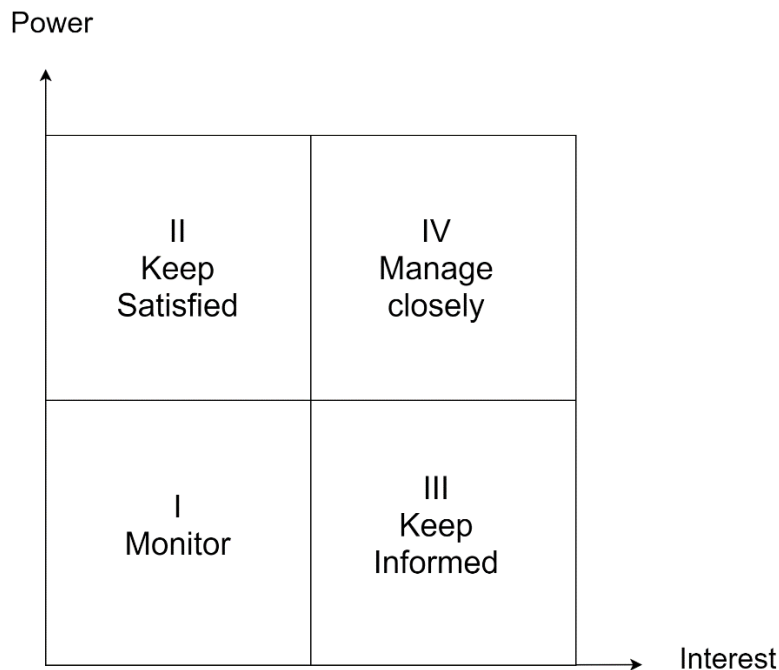 Power
II
Keep
Satisfied
IV
Manage
closely
I
Monitor
III
Keep
Informed
Interest